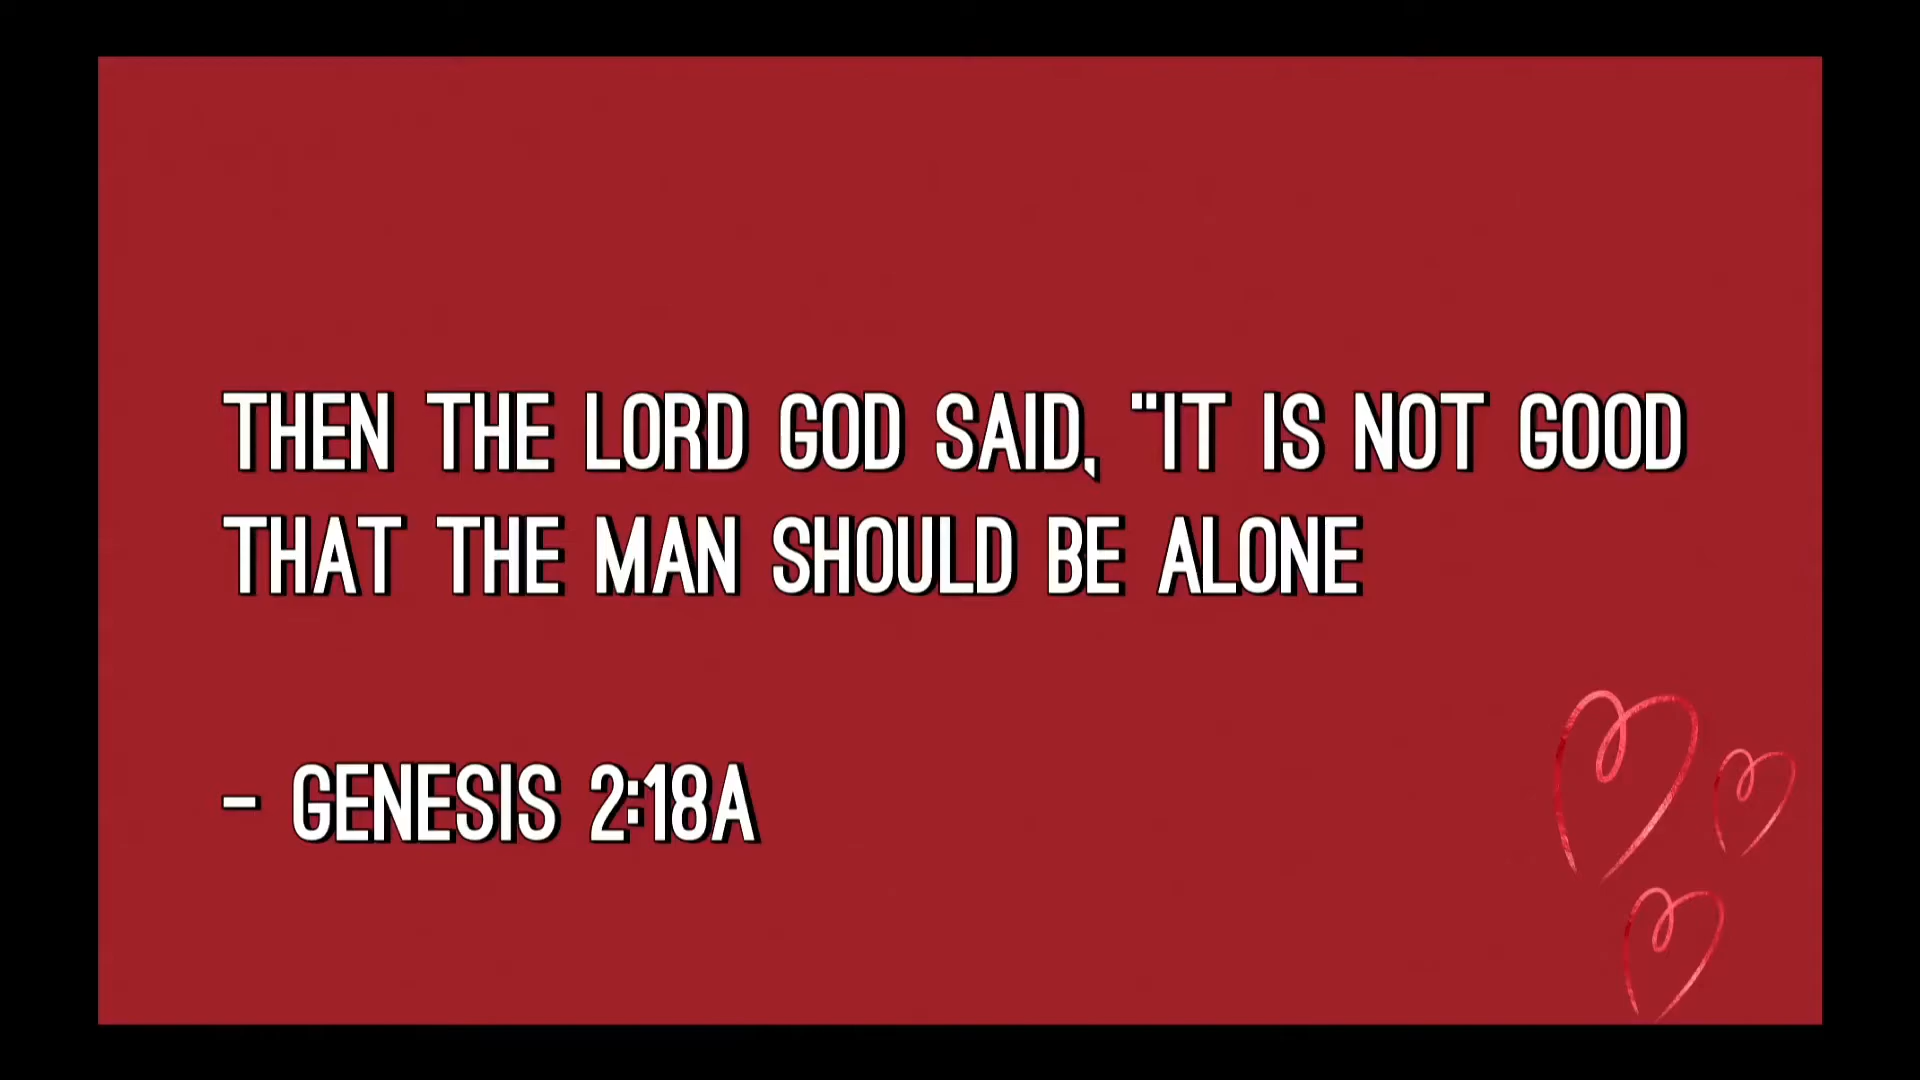 THEN THE LORD GOD SAID, "IT IS NOT GOOD
THAT THE MAN SHOULD BE ALONE
- GENESIS 2:18A